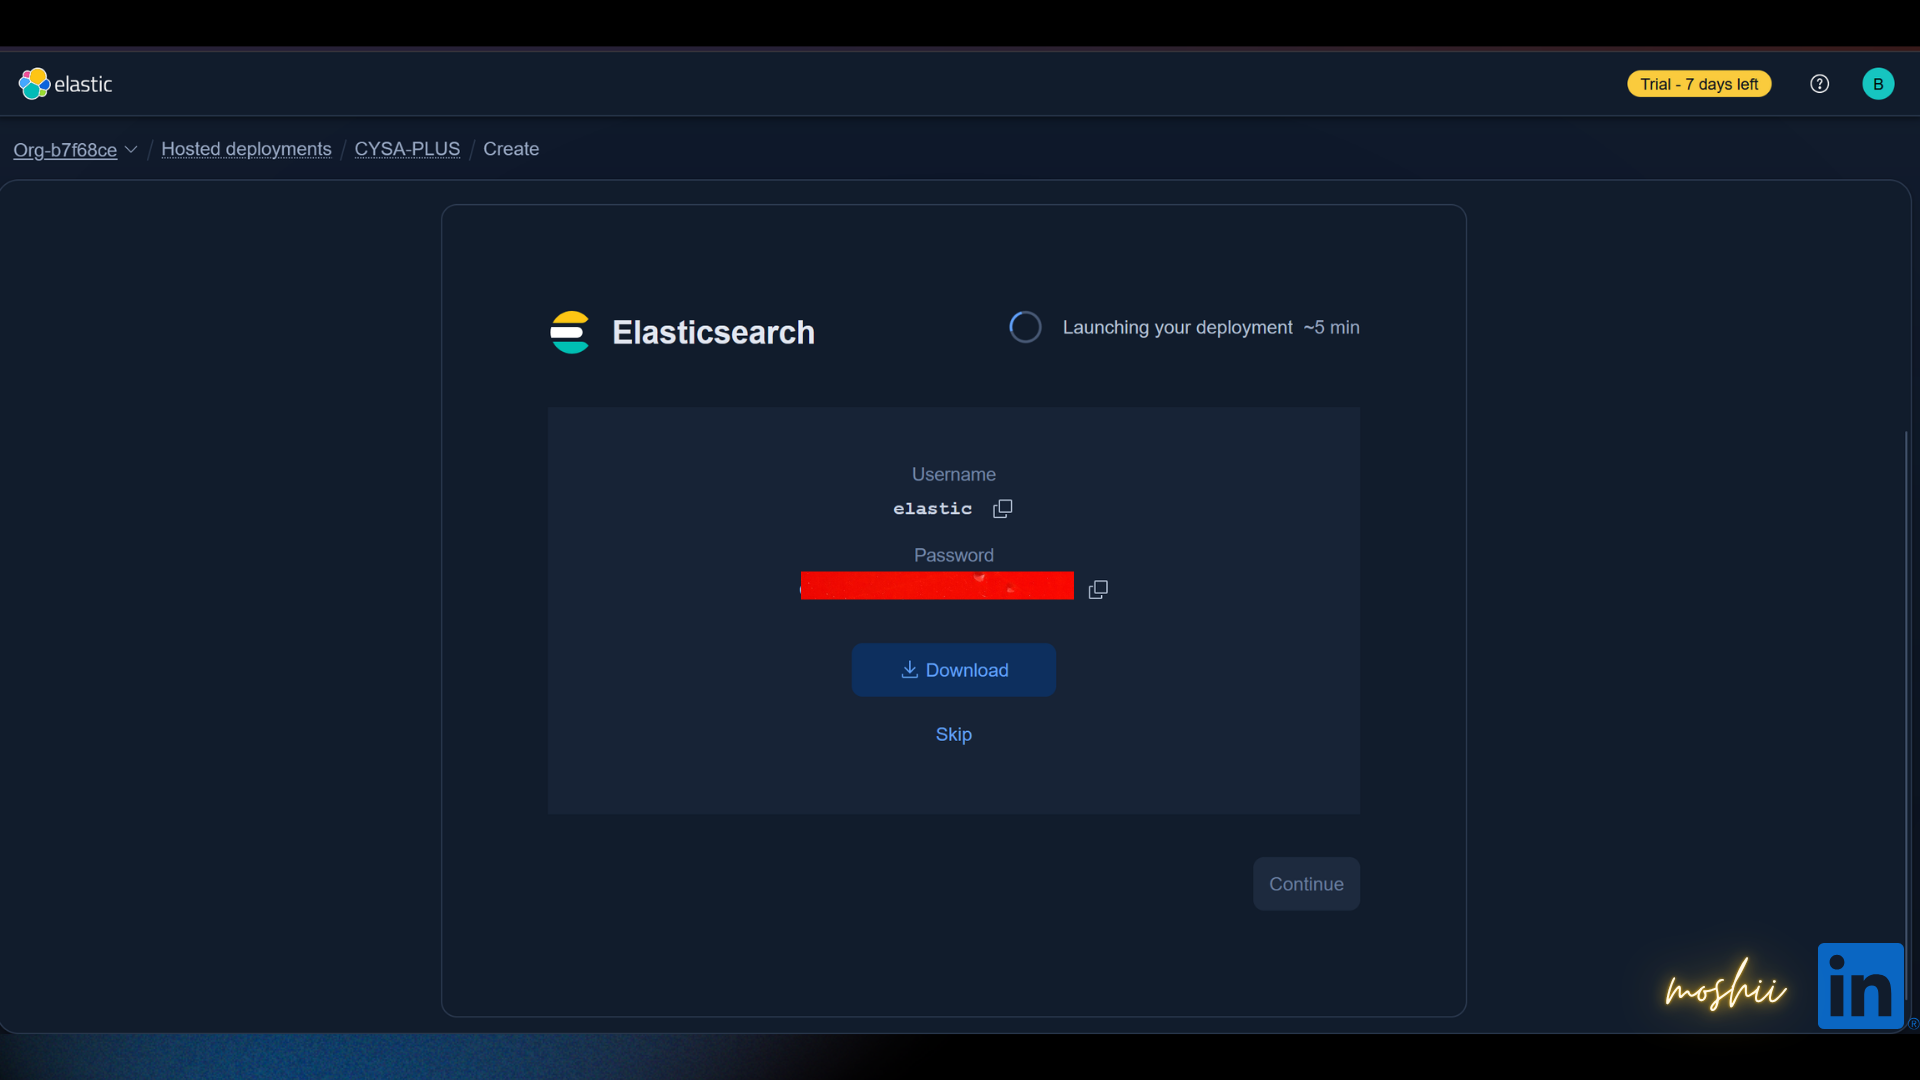 elastic
Trial - 7 days left
B
Org-b7f68ce / Hosted deployments / CYSA-PLUS / Create
Elasticsearch
Launching your deployment ~5 min
Username
elastic
Password
Download
Skip
Continue
moshii
in